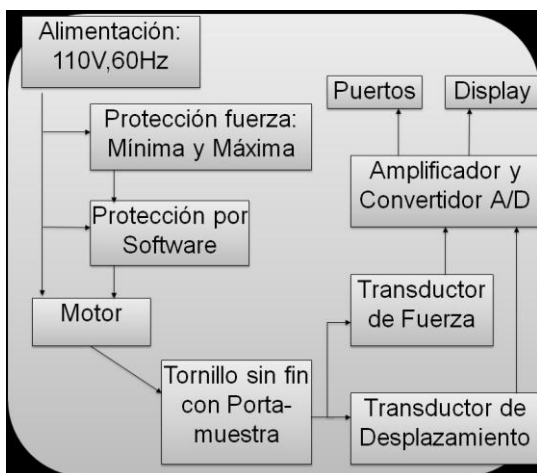 Alimentación:
110V,60Hz
Protección fuerza:
Mínima y Máxima
Puertos
Display
Amplificador y
Convertidor A/D
Protección por
Software
Motor
Transductor
de Fuerza
Tornillo sin fin
con Porta-
muestra
Transductor de
Desplazamiento